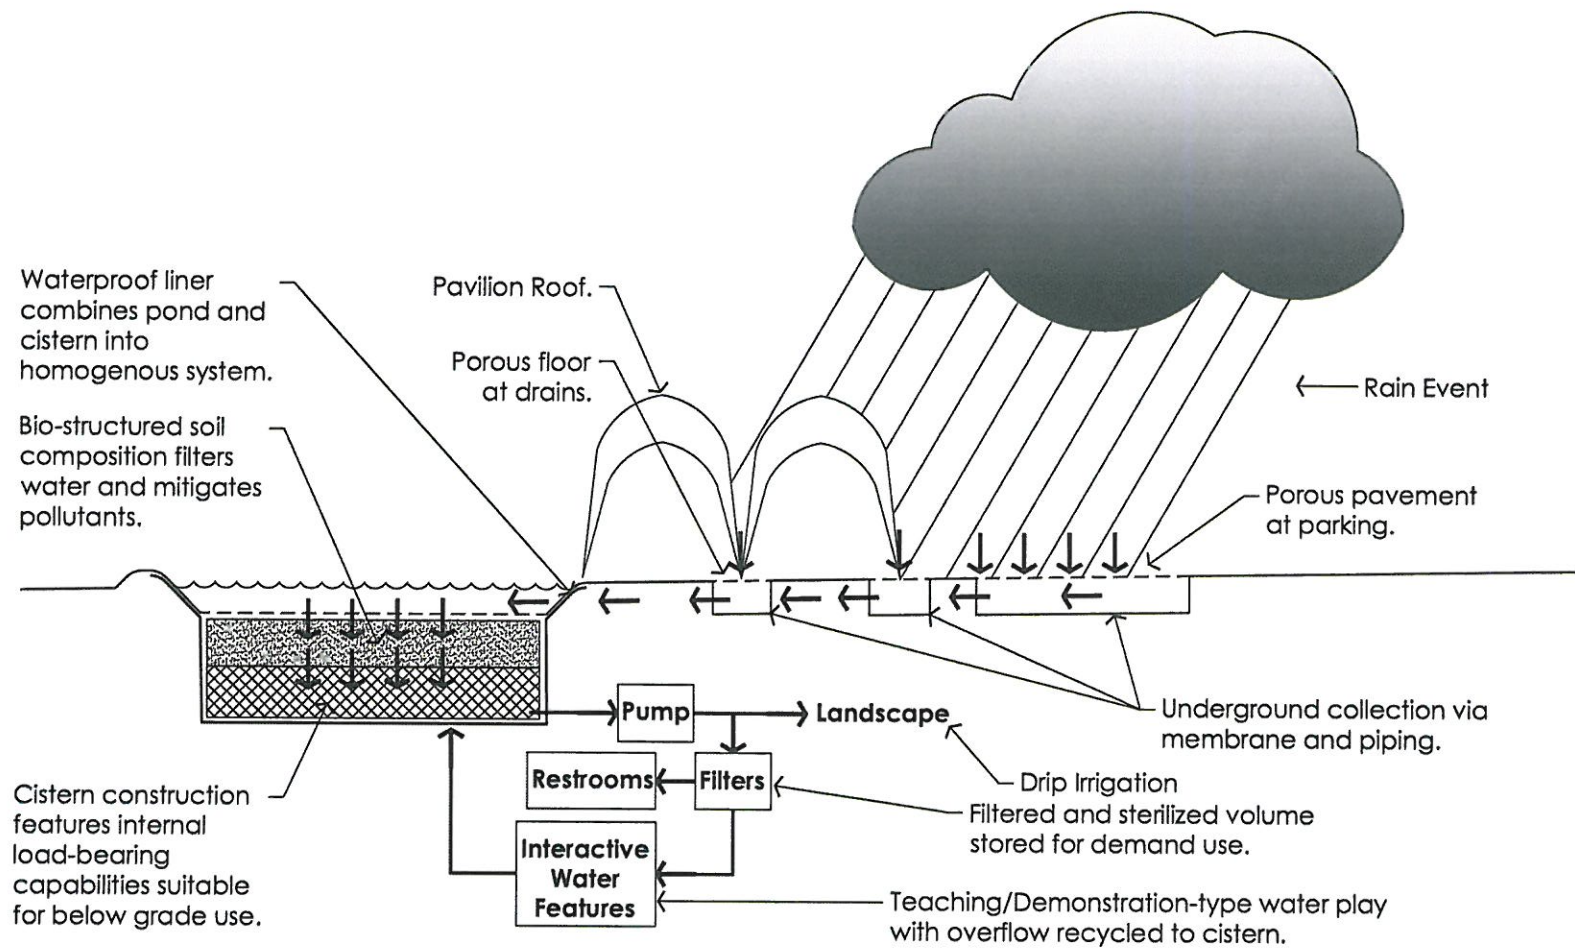 Waterproof liner
combines pond and
cistern into
homogenous system.
Bio-structured soil
composition filters
water and mitigates
pollutants.
Cistern construction
features internal
load-bearing
capabilities suitable
for below grade use.
Pavilion Roof.
Porous floor
at drains.
Rain Event
Porous pavement
at parking.
Underground collection via
membrane and piping.
Pump
Landscape
Drip Irrigation
Restrooms
Filters
Filtered and sterilized volume
stored for demand use.
Interactive
Water
Features
Teaching/Demonstration-type water play
with overflow recycled to cistern.